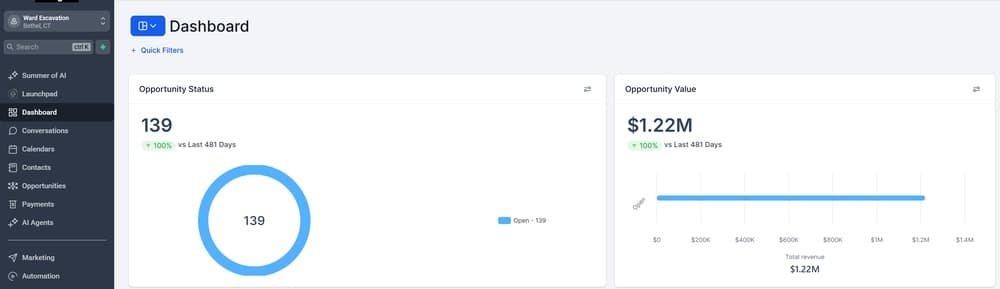 Ward Excavation
Bethel, CT
Search
ctrl K
Summer of AI
Launchpad
Dashboard
Conversations
Calendars
Contacts
Opportunities
Payments
AI Agents
Marketing
Automation
Dashboard
+ Quick Filters
Opportunity Status
139
100% vs Last 481 Days
139
Open - 139
Opportunity Value
$1.22M
100% vs Last 481 Days
Open
$0 $200K $400K $600K $800K $1M $1.2M $1.4M
Total revenue
$1.22M